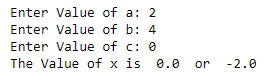 Enter Value of a: 2
Enter Value of b: 4
Enter Value of c: 0
The Value of x is  0.0  or  -2.0